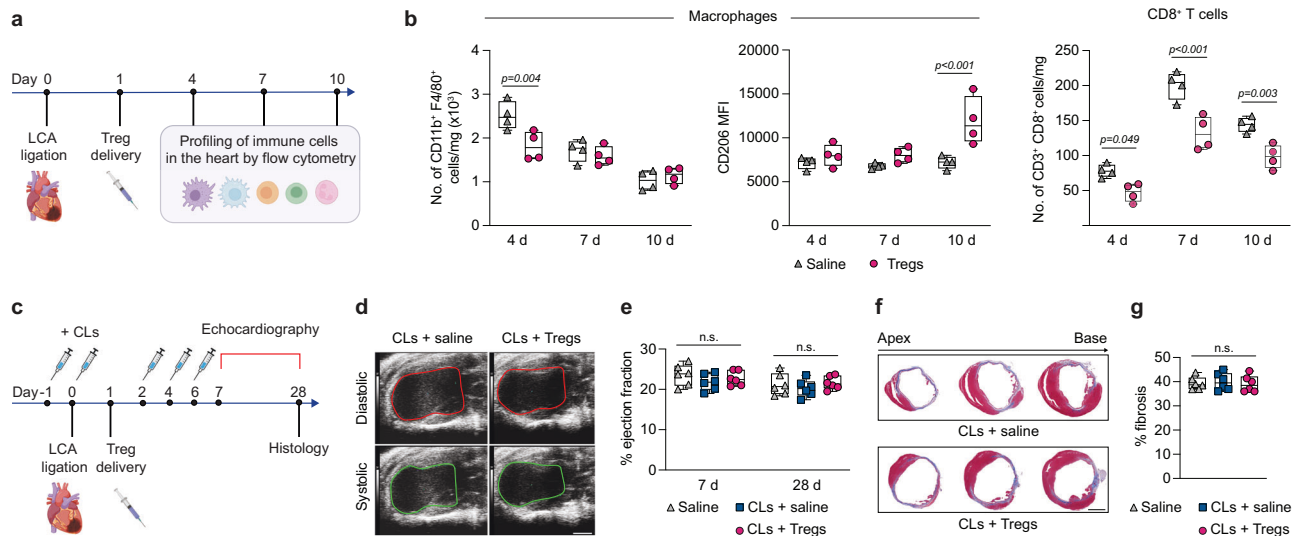 a
Day 0 1 4 7 10
LCA
ligation
Treg
delivery
Profiling of immune cells
in the heart by flow cytometry
b
Macrophages
CD8⁺ T cells
No. of CD11b⁺ F4/80⁺
cells/mg (x10³)
4
3
2
1
0
p=0.004
4 d 7 d 10 d
CD206 MFI
20000
15000
10000
7000
0
p<0.001
4 d 7 d 10 d
No. of CD3⁺ CD8⁺ cells/mg
250
200
150
100
50
p=0.049
p<0.001
p=0.003
4 d 7 d 10 d
Saline Tregs
c
+ CLs
Echocardiography
Day -1 0 1 2 4 6 7 28
LCA
ligation
Treg
delivery
Histology
d
CLs + saline CLs + Tregs
Diastolic
Systolic
e
% ejection fraction
30
20
10
0
n.s.
n.s.
7 d 28 d
Saline CLs + saline
CLs + Tregs
f
Apex Base
CLs + saline
CLs + Tregs
g
% fibrosis
50
40
30
20
10
0
n.s.
Saline CLs + saline
CLs + Tregs